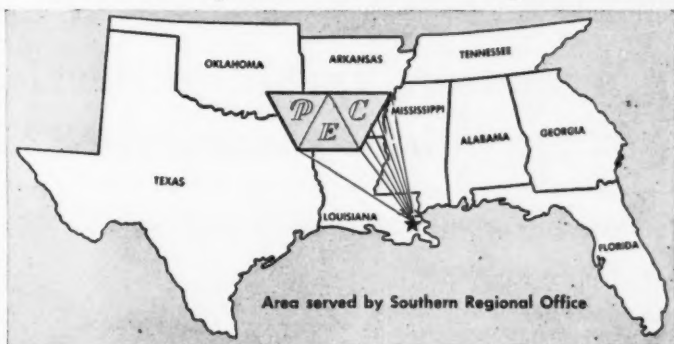 OKLAHOMA
ARKANSAS
TENNESSEE
P E C
MISSISSIPPI
ALABAMA
GEORGIA
TEXAS
LOUISIANA
FLORIDA
Area served by Southern Regional Office